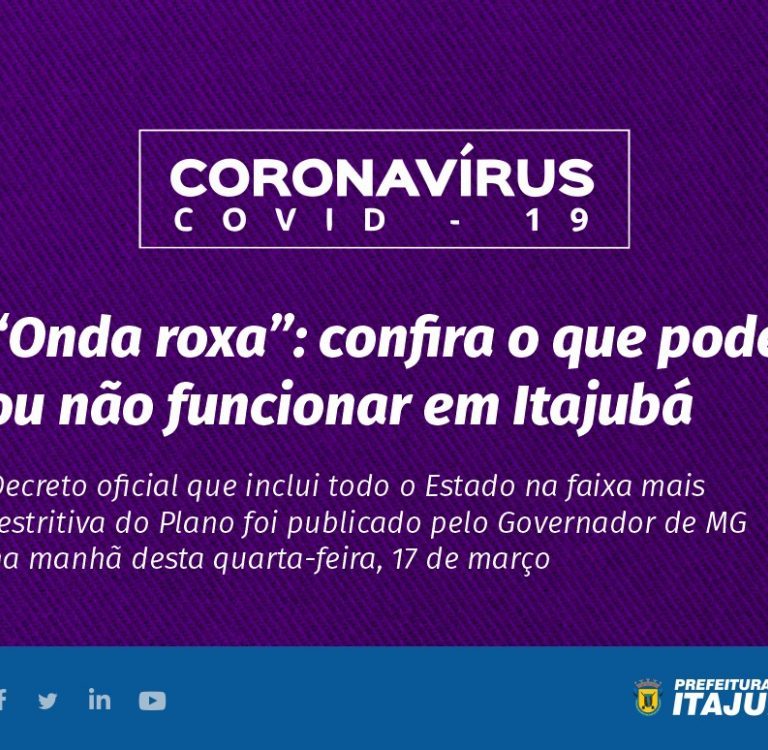 CORONAVÍRUS
COVID - 19
“Onda roxa”: confira o que pode
ou não funcionar em Itajubá
Decreto oficial que inclui todo o Estado na faixa mais
restritiva do Plano foi publicado pelo Governador de MG
na manhã desta quarta-feira, 17 de março
PREFEITURA
ITAJU